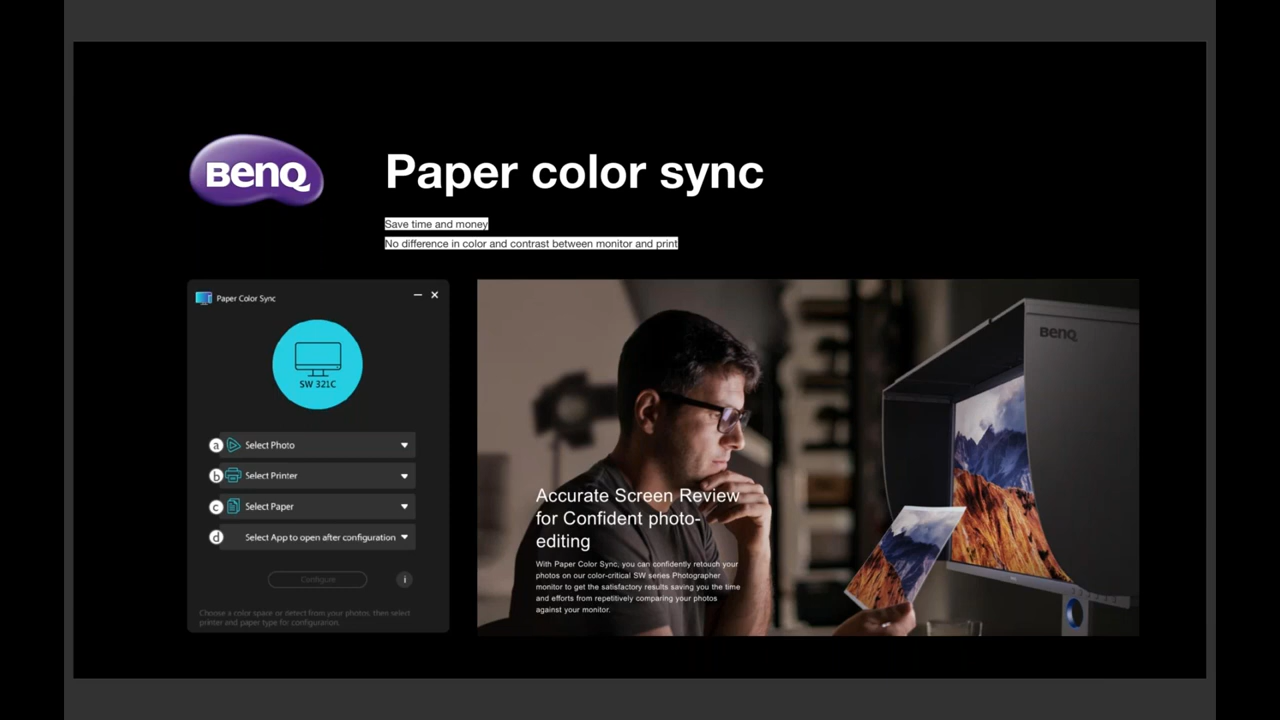 BenQ
Paper color sync
Save time and money
No difference in color and contrast between monitor and print
Paper Color Sync
SW 321C
a Select Photo
b Select Printer
c Select Paper
d Select App to open after configuration
Configure
i
Choose a color space or detect from your photos, then select
printer and paper type for configuration.
BenQ
Accurate Screen Review
for Confident photo-
editing
With Paper Color Sync, you can confidently retouch your
photos on our color-critical SW series Photographer
monitor to get the satisfactory results saving you the time
and efforts from repetitively comparing your photos
against your monitor.